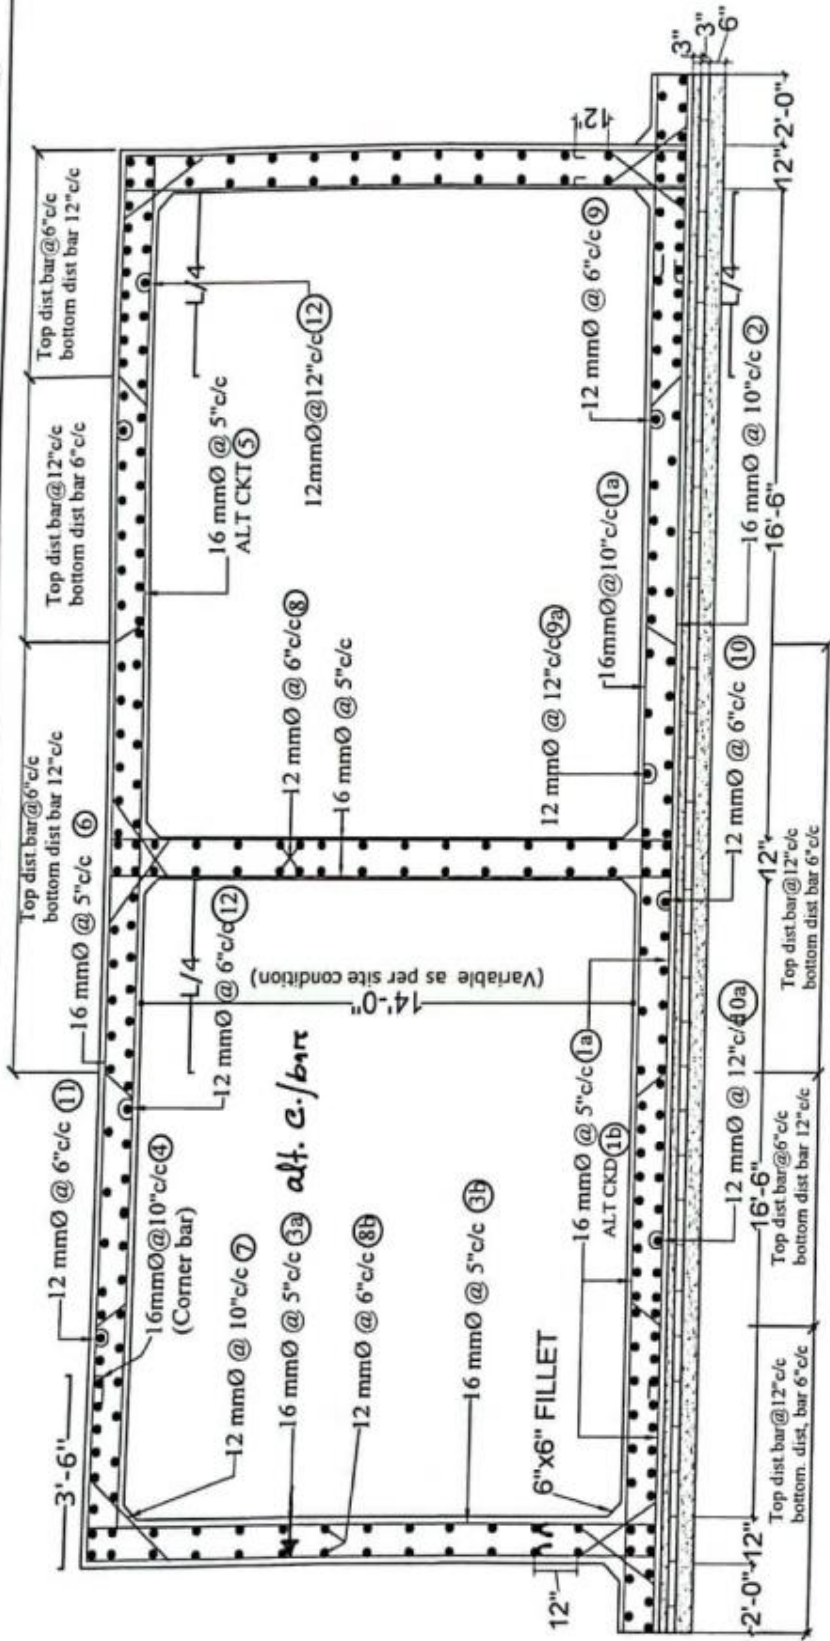 Top dist.bar@6"c/c
bottom dist bar 12"c/c
Top dist.bar@12"c/c
bottom dist bar 6"c/c
Top dist.bar@6"c/c
bottom dist bar 12"c/c
16 mmØ @ 5"c/c 6
12 mmØ @ 6"c/c 11
3'-6"
16mmØ@10"c/c 4
(Corner bar)
12 mmØ @ 10"c/c 7
16 mmØ @ 5"c/c 3a alt. c./bars
12 mmØ @ 6"c/c 8b
16 mmØ @ 5"c/c 3b
6"x6" FILLET
12"
L/4
12 mmØ @ 6"c/c 12
14'-0"
(Variable as per site condition)
16 mmØ @ 5"c/c 1a
ALT CKD 1b
12 mmØ @ 6"c/c 8
16 mmØ @ 5"c/c
16 mmØ @ 5"c/c
ALT CKT 5
L/4
12mmØ@12"c/c 12
12 mmØ @ 6"c/c 9
12 mmØ @ 12"c/c 9a
16mmØ@10"c/c 1a
12"
3"
3"
6"
L/4
16 mmØ @ 10"c/c 2
12 mmØ @ 6"c/c 10
12 mmØ @ 12"c/c 10a
2'-0"
12"
16'-6"
12"
16'-6"
12"
2'-0"
Top dist.bar@12"c/c
bottom. dist, bar 6"c/c
Top dist.bar@6"c/c
bottom dist bar 12"c/c
Top dist.bar@12"c/c
bottom dist bar 6"c/c